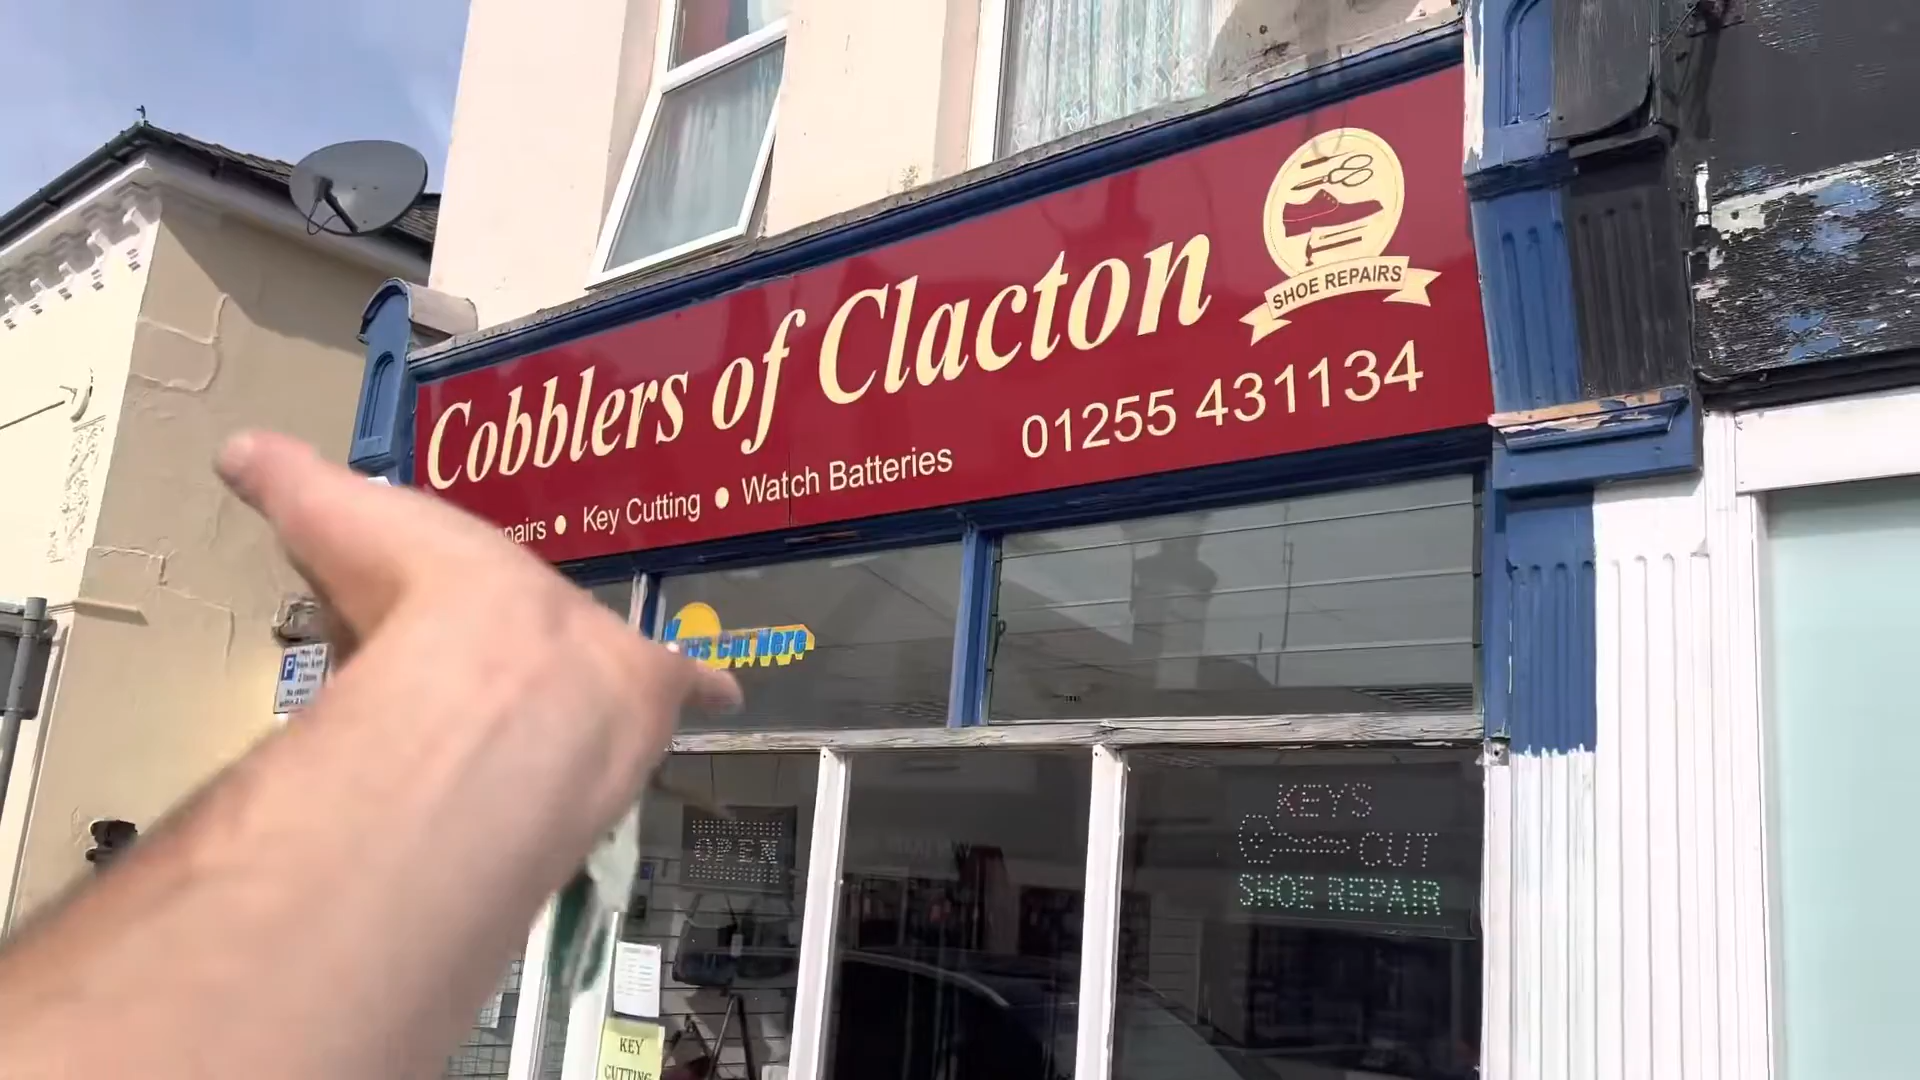 Cobblers of Clacton
SHOE REPAIRS
pairs • Key Cutting • Watch Batteries
01255 431134
Keys Cut Here
P
OPEN
KEYS
CUT
SHOE REPAIR
KEY
CUTTING